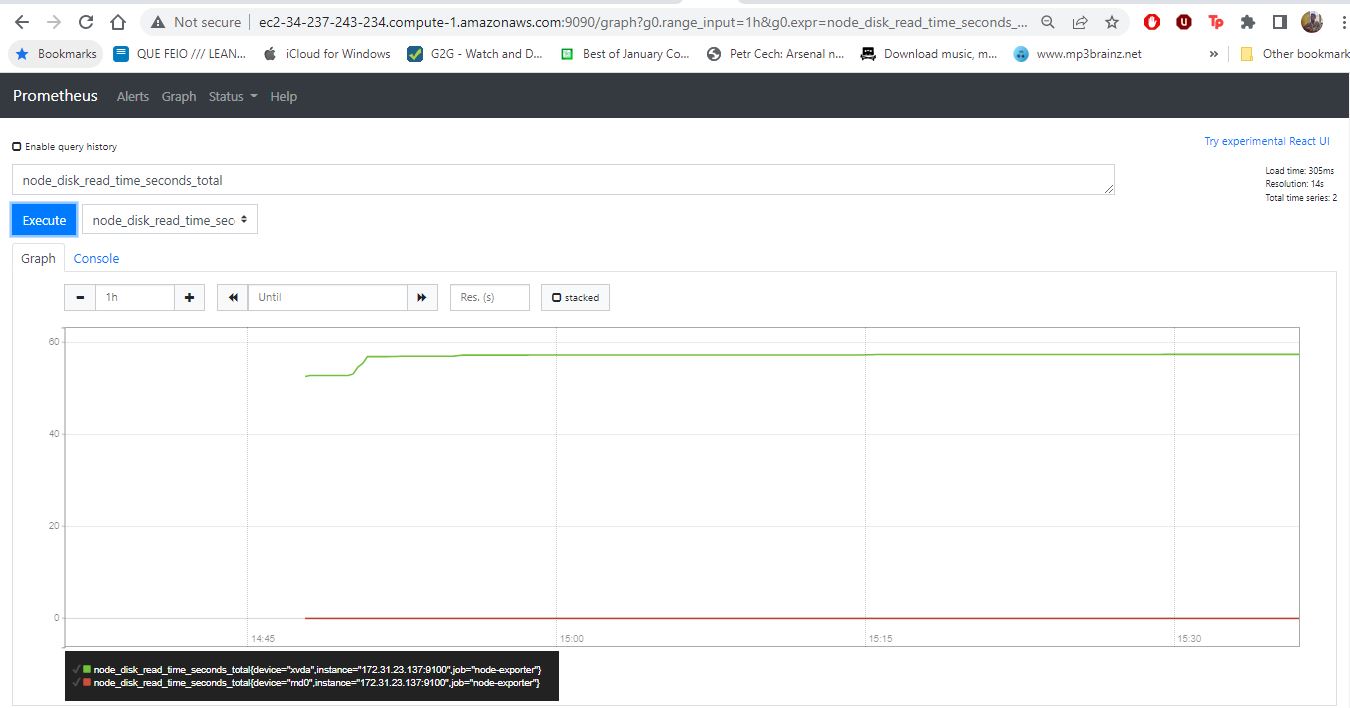 Not secure ec2-34-237-243-234.compute-1.amazonaws.com:9090/graph?g0.range_input=1h&g0.expr=node_disk_read_time_seconds_...
Bookmarks QUE FEIO /// LEAN... iCloud for Windows G2G - Watch and D... Best of January Co... Petr Cech: Arsenal n... Download music, m... www.mp3brainz.net » Other bookmark
Prometheus Alerts Graph Status Help
Enable query history
Try experimental React UI
node_disk_read_time_seconds_total
Load time: 305ms
Resolution: 14s
Total time series: 2
Execute node_disk_read_time_sec
Graph Console
1h Until Res. (s) stacked
60
40
20
0
14:45 15:00 15:15 15:30
node_disk_read_time_seconds_total{device="xvda",instance="172.31.23.137:9100",job="node-exporter"}
node_disk_read_time_seconds_total{device="md0",instance="172.31.23.137:9100",job="node-exporter"}